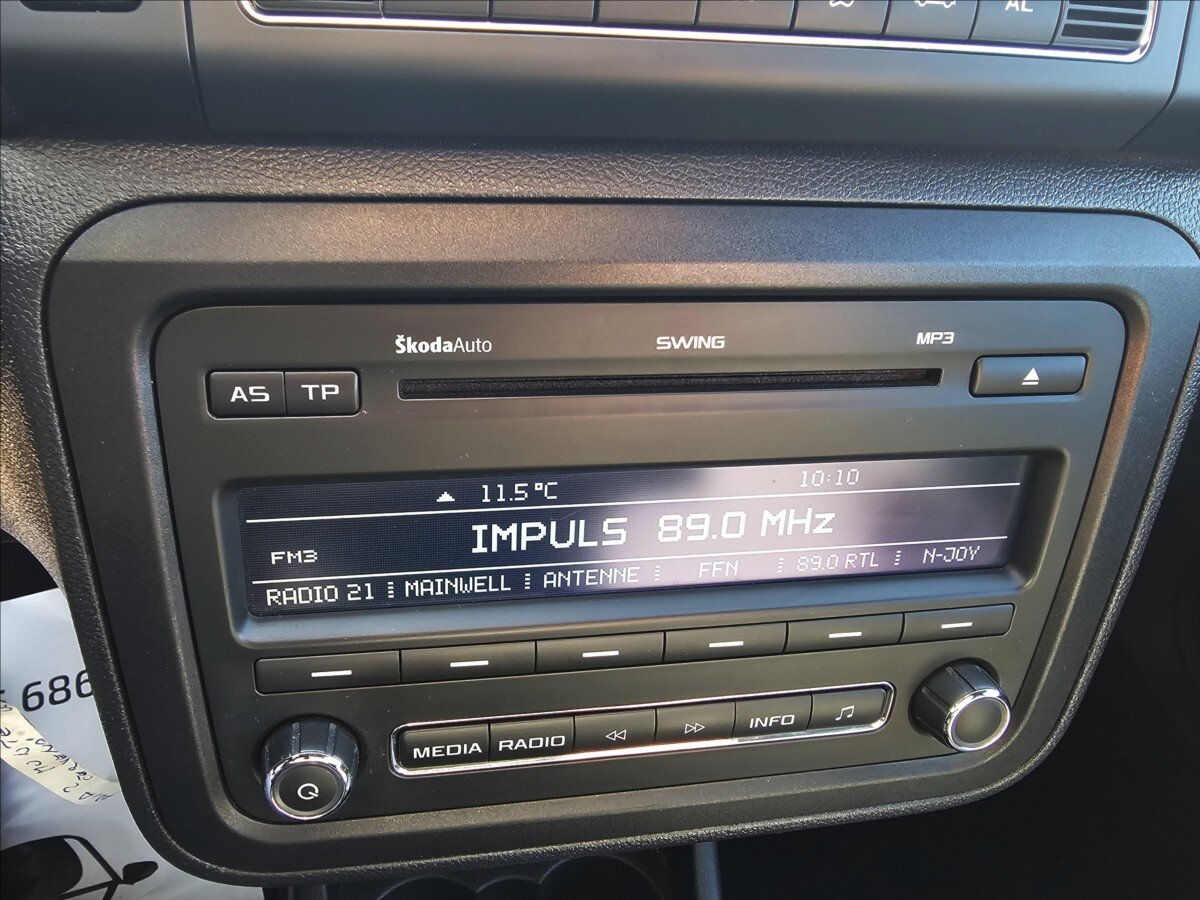 AC
ŠkodaAuto SWING MP3
AS TP
11.5°C 10:10
FM3 IMPULS 89.0 MHz
RADIO 21 MAINWELL ANTENNE FFN 89.0 RTL N-JOY
MEDIA RADIO INFO
686